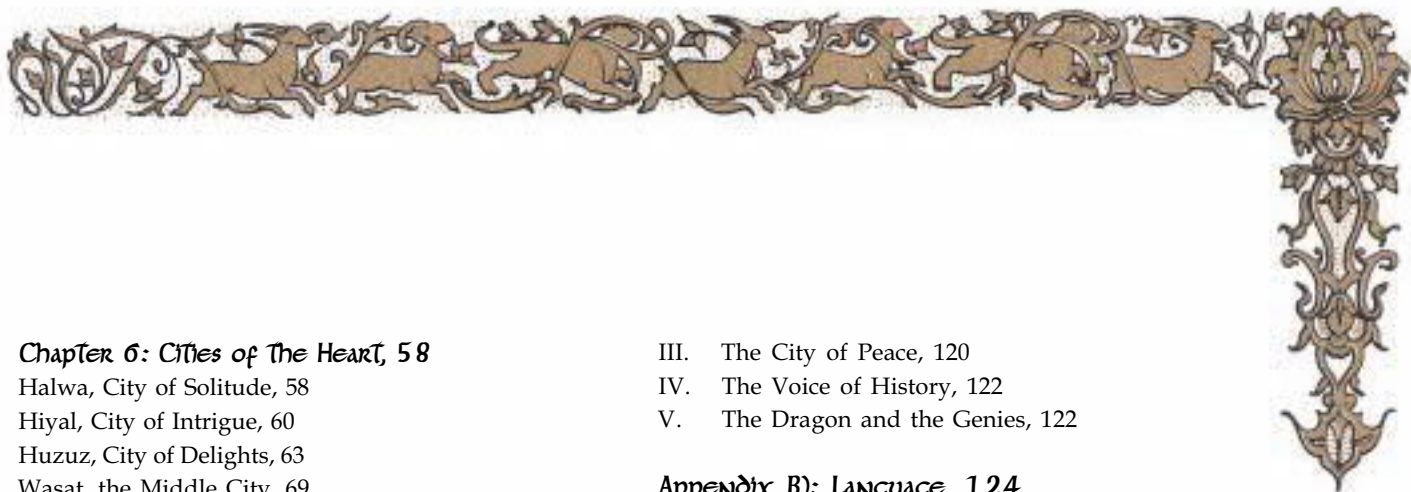 Chapter 6: Cities of the Heart, 58
Halwa, City of Solitude, 58
Hiyal, City of Intrigue, 60
Huzuz, City of Delights, 63
Wasat, the Middle City, 69
III. The City of Peace, 120
IV. The Voice of History, 122
V. The Dragon and the Genies, 122
Appendix B): Language, 124